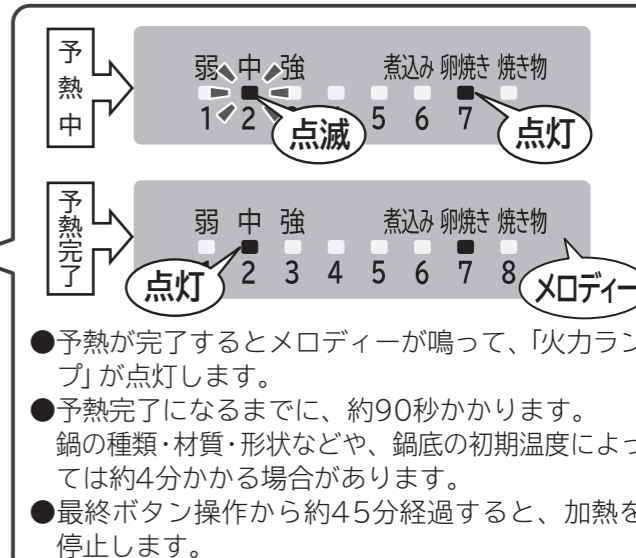 予熱中
弱 中 強 煮込み 卵焼き 焼き物
1 2 5 6 7
点滅
点灯
予熱完了
弱 中 強 煮込み 卵焼き 焼き物
2 3 4 5 6 7 8
点灯
メロディー
●予熱が完了するとメロディーが鳴って、「火力ラン
プ」が点灯します。
●予熱完了になるまでに、約90秒かかります。
鍋の種類・材質・形状などや、鍋底の初期温度によっ
ては約4分かかる場合があります。
●最終ボタン操作から約45分経過すると、加熱を
停止します。